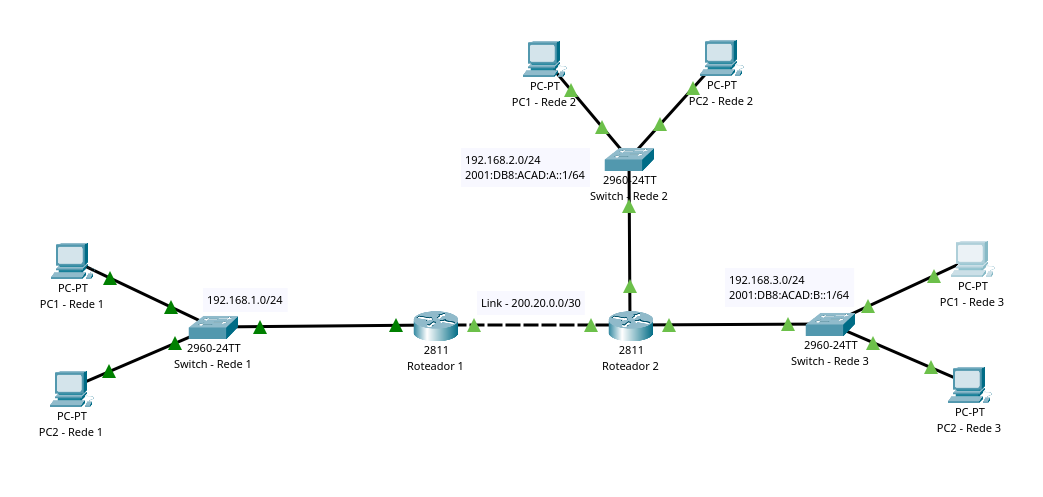 PC-PT
PC1 - Rede 2
PC-PT
PC2 - Rede 2
192.168.2.0/24
2001:DB8:ACAD:A::1/64
2960-24TT
Switch - Rede 2
PC-PT
PC1 - Rede 1
192.168.1.0/24
2960-24TT
Switch - Rede 1
PC-PT
PC2 - Rede 1
2811
Roteador 1
Link - 200.20.0.0/30
2811
Roteador 2
192.168.3.0/24
2001:DB8:ACAD:B::1/64
2960-24TT
Switch - Rede 3
PC-PT
PC1 - Rede 3
PC-PT
PC2 - Rede 3